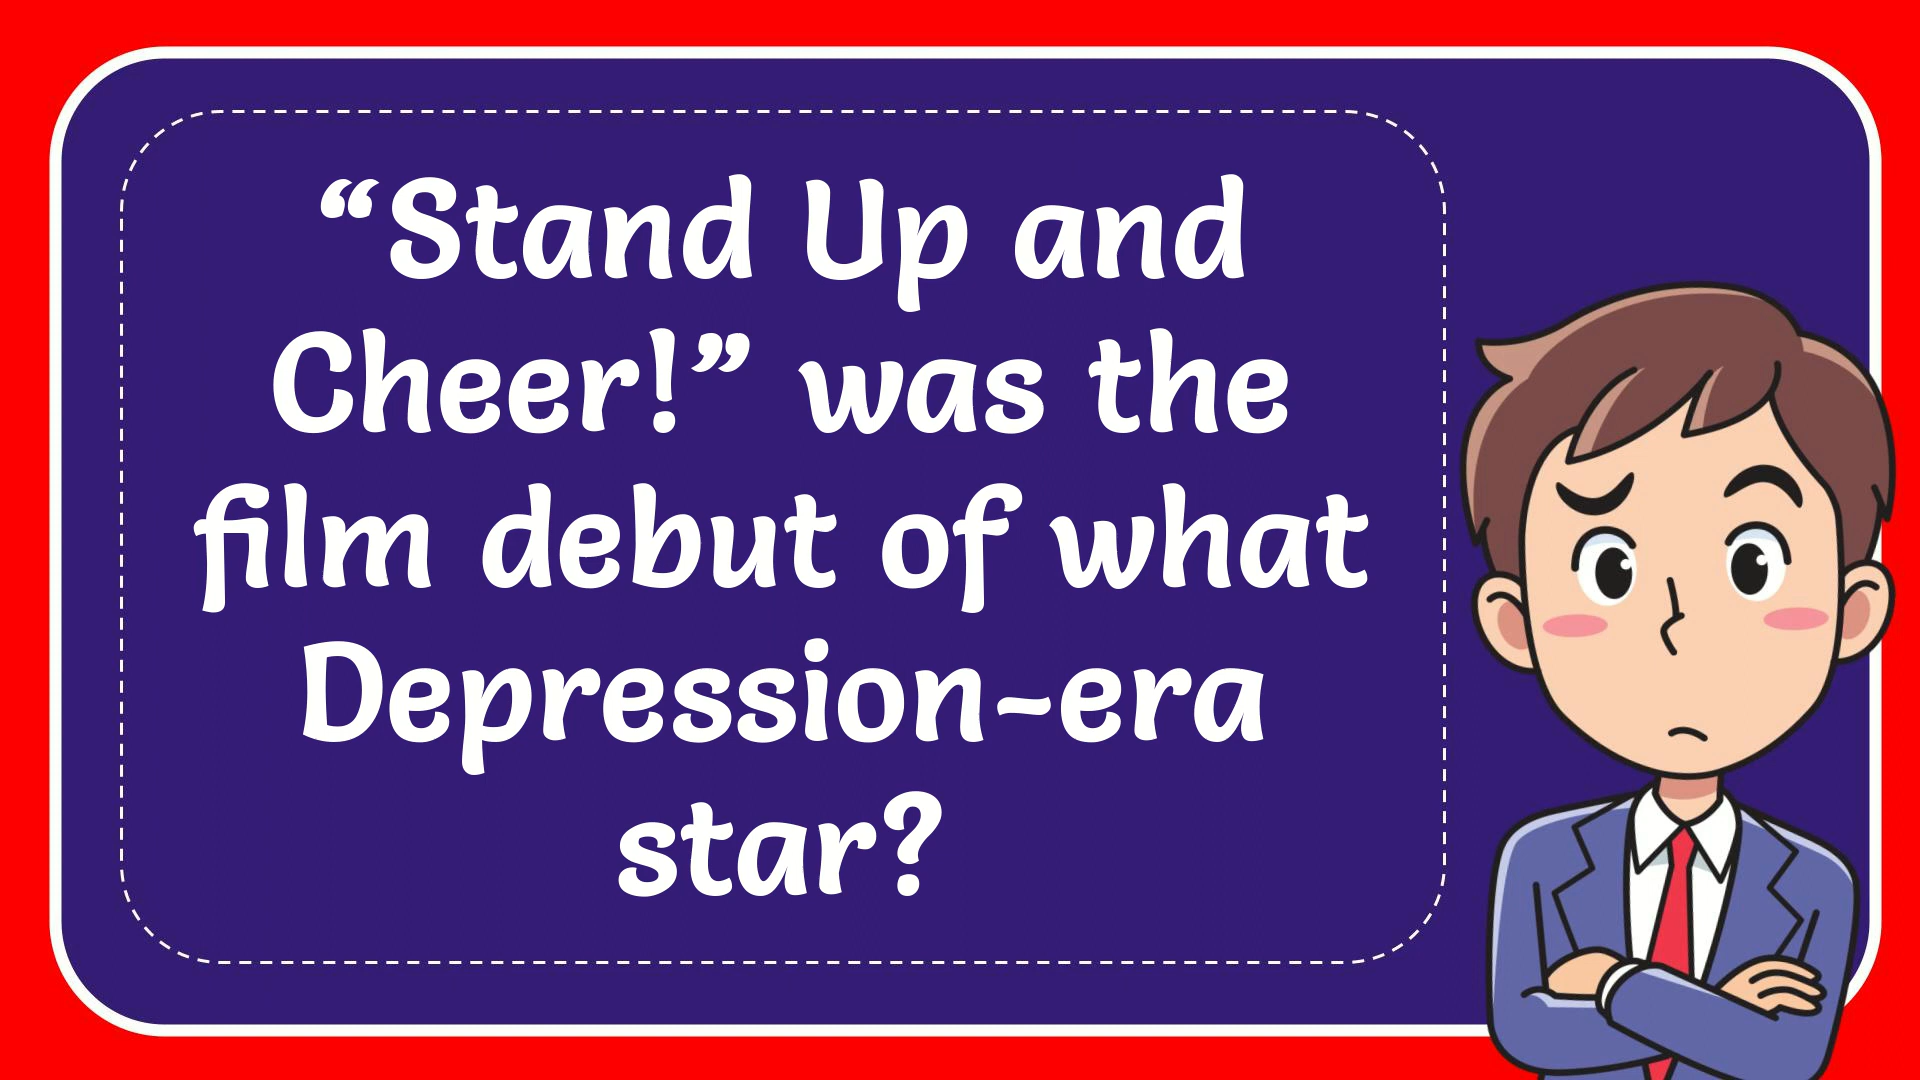 “Stand Up and
Cheer!” was the
film debut of what
Depression-era
star?